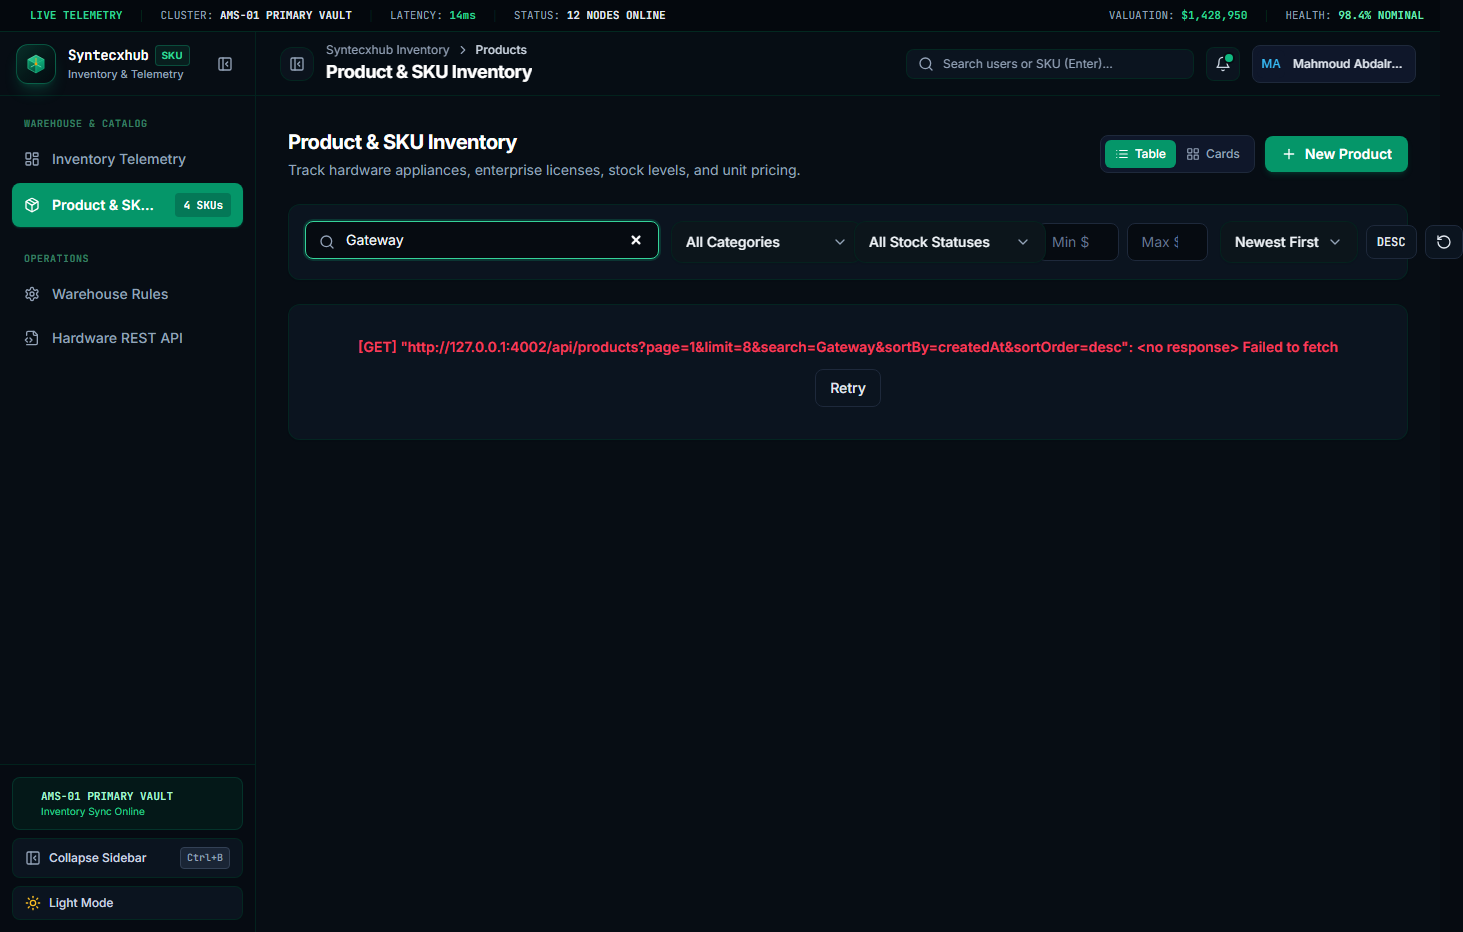 LIVE TELEMETRY CLUSTER: AMS-01 PRIMARY VAULT LATENCY: 14ms STATUS: 12 NODES ONLINE VALUATION: $1,428,950 HEALTH: 98.4% NOMINAL
Syntecxhub SKU
Inventory & Telemetry
Syntecxhub Inventory > Products
Product & SKU Inventory
Search users or SKU (Enter)...
MA Mahmoud Abdalr...
WAREHOUSE & CATALOG
Inventory Telemetry
Product & SK... 4 SKUs
OPERATIONS
Warehouse Rules
Hardware REST API
Product & SKU Inventory
Track hardware appliances, enterprise licenses, stock levels, and unit pricing.
Table Cards + New Product
Gateway All Categories All Stock Statuses Min $ Max $ Newest First DESC
[GET] "http://127.0.0.1:4002/api/products?page=1&limit=8&search=Gateway&sortBy=createdAt&sortOrder=desc": <no response> Failed to fetch
Retry
AMS-01 PRIMARY VAULT
Inventory Sync Online
Collapse Sidebar Ctrl+B
Light Mode